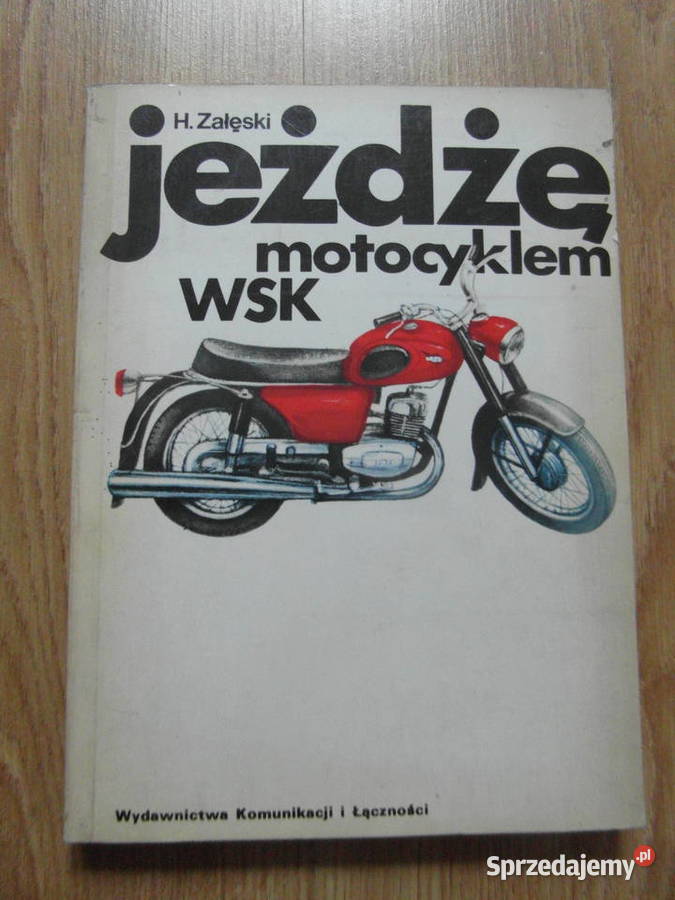 H. Załęski
jeżdżę
motocyklem
WSK
Wydawnictwa Komunikacji i Łączności
Sprzedajemy.pl